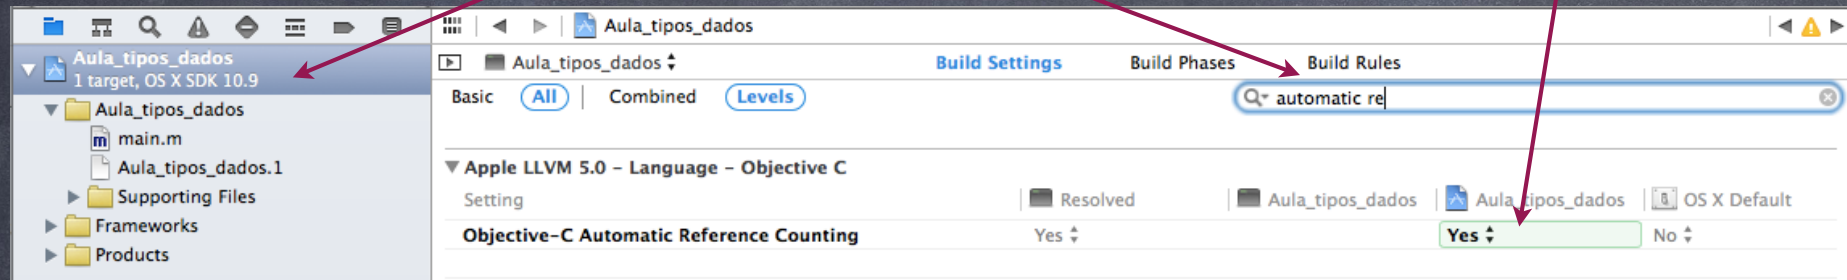 Aula_tipos_dados
Aula_tipos_dados
1 target, OS X SDK 10.9
Aula_tipos_dados
Build Settings
Build Phases
Build Rules
Basic
All
Combined
Levels
automatic re
Aula_tipos_dados
main.m
Aula_tipos_dados.1
Supporting Files
Frameworks
Products
Apple LLVM 5.0 – Language – Objective C
Setting
Resolved
Aula_tipos_dados
Aula_tipos_dados
OS X Default
Objective-C Automatic Reference Counting
Yes
Yes
No